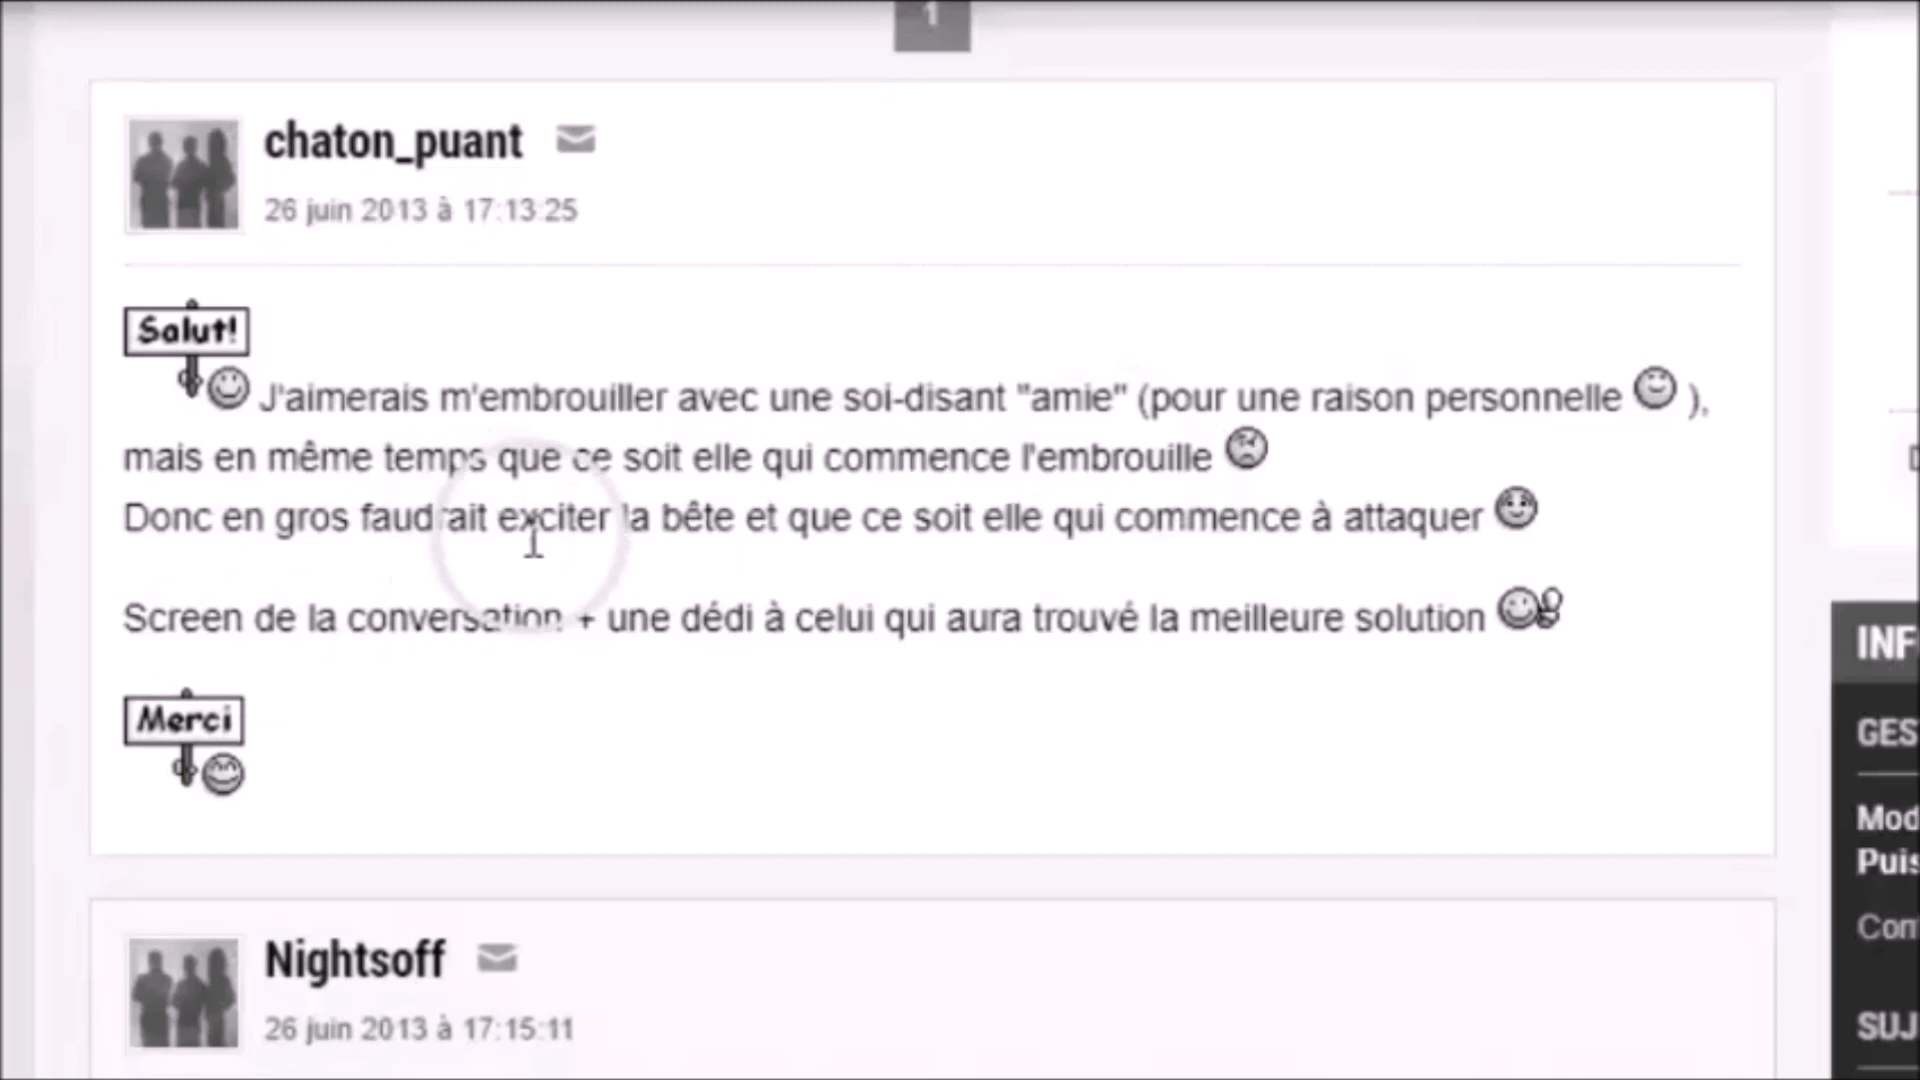 1
chaton_puant
26 juin 2013 à 17:13:25
Salut!
J'aimerais m'embrouiller avec une soi-disant "amie" (pour une raison personnelle ),
mais en même temps que ce soit elle qui commence l'embrouille
Donc en gros faudrait exciter la bête et que ce soit elle qui commence à attaquer
Screen de la conversation + une dédi à celui qui aura trouvé la meilleure solution
Merci
Nightsoff
26 juin 2013 à 17:15:11
INF
GES
Mod
Puis
SUJ